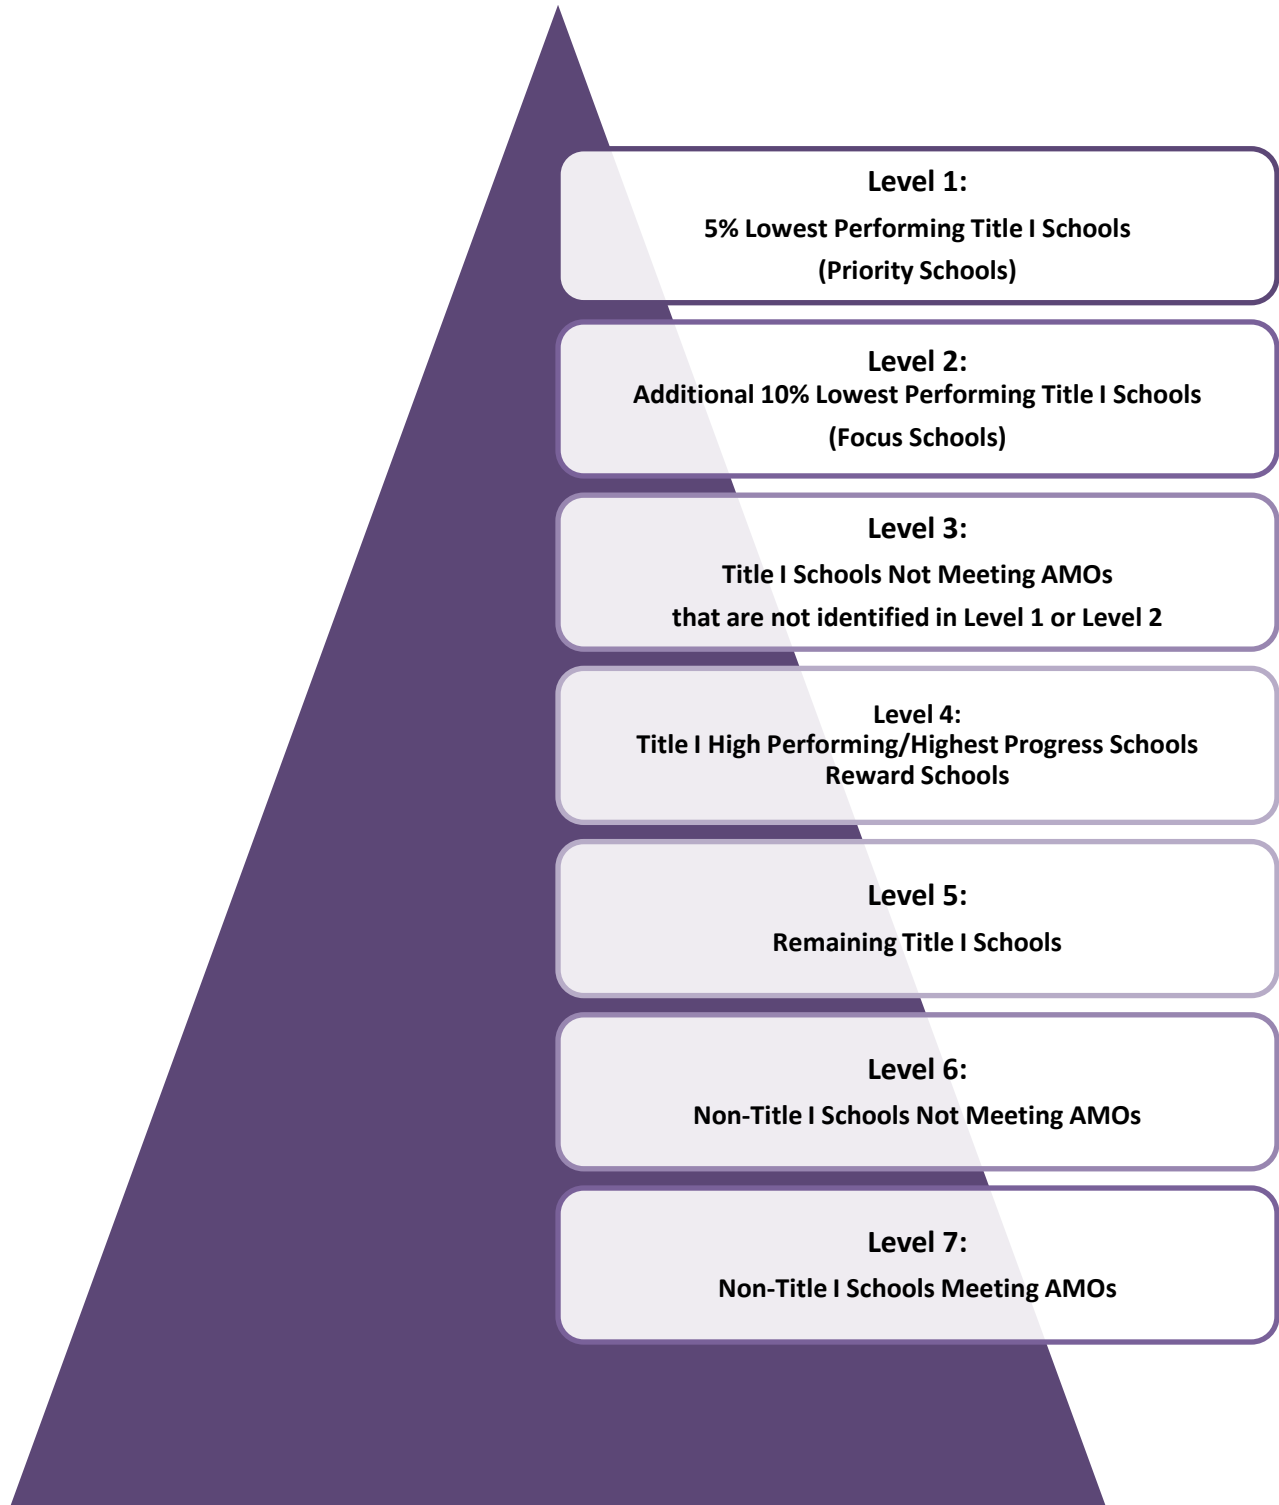 Level 1:
5% Lowest Performing Title I Schools
(Priority Schools)
Level 2:
Additional 10% Lowest Performing Title I Schools
(Focus Schools)
Level 3:
Title I Schools Not Meeting AMOs
that are not identified in Level 1 or Level 2
Level 4:
Title I High Performing/Highest Progress Schools
Reward Schools
Level 5:
Remaining Title I Schools
Level 6:
Non-Title I Schools Not Meeting AMOs
Level 7:
Non-Title I Schools Meeting AMOs